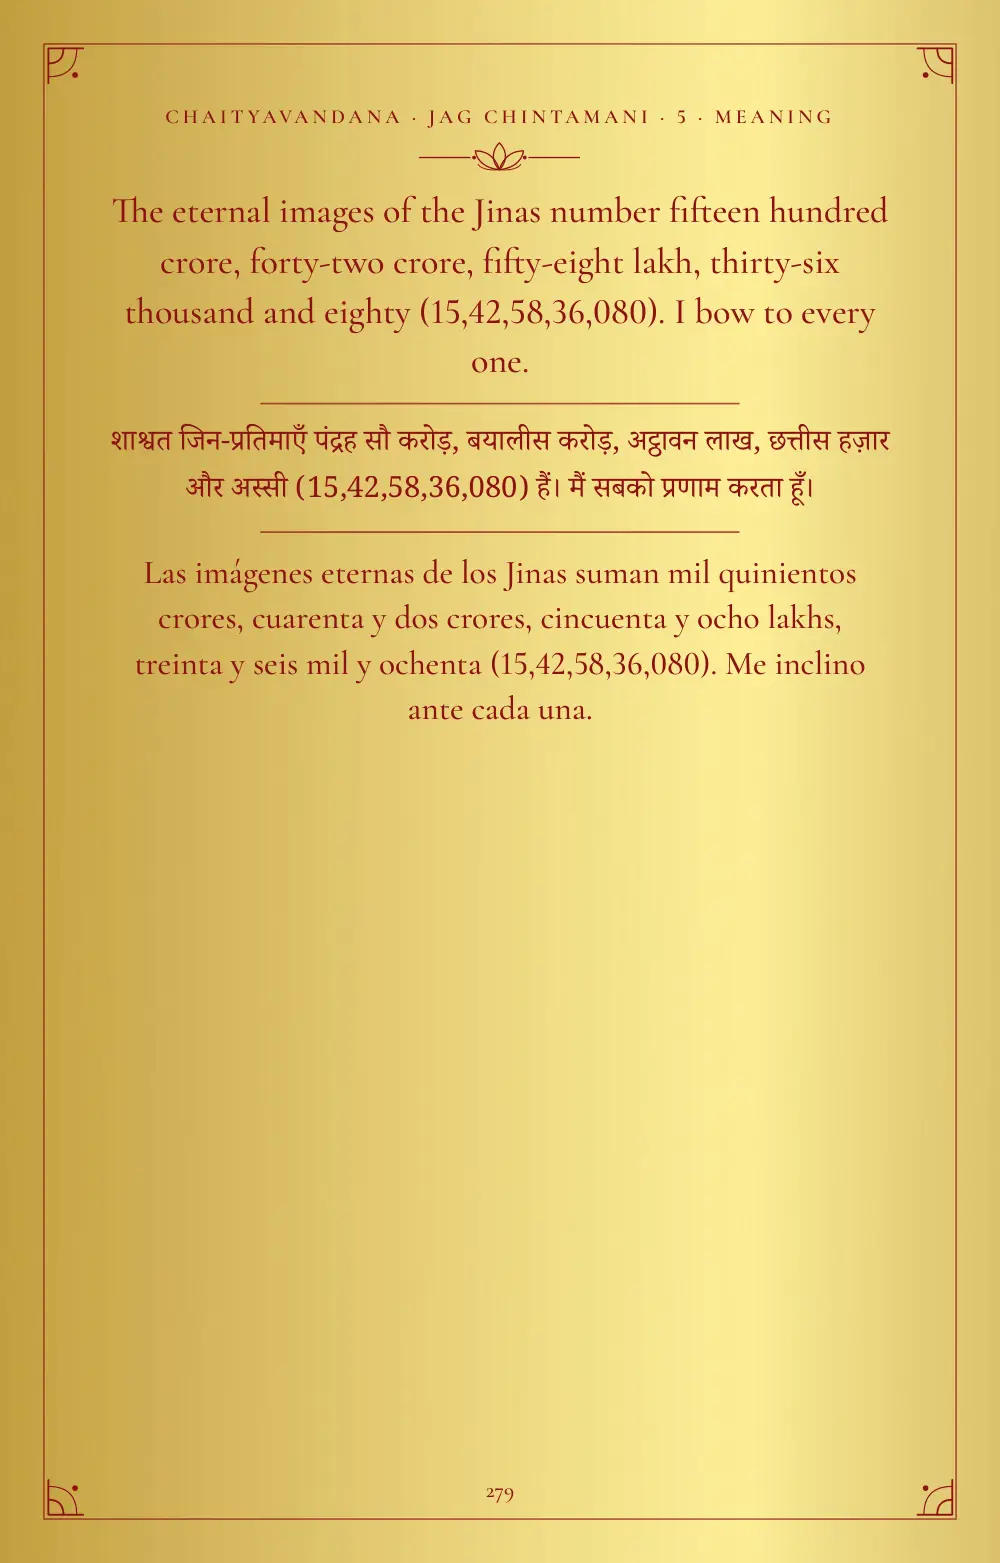 CHAITYAVANDANA · JAG CHINTAMANI · 5 · MEANING
The eternal images of the Jinas number fifteen hundred
crore, forty-two crore, fifty-eight lakh, thirty-six
thousand and eighty (15,42,58,36,080). I bow to every
one.
शाश्वत जिन-प्रतिमाएँ पंद्रह सौ करोड़, बयालीस करोड़, अट्ठावन लाख, छत्तीस हज़ार
और अस्सी (15,42,58,36,080) हैं। मैं सबको प्रणाम करता हूँ।
Las imágenes eternas de los Jinas suman mil quinientos
crores, cuarenta y dos crores, cincuenta y ocho lakhs,
treinta y seis mil y ochenta (15,42,58,36,080). Me inclino
ante cada una.
279